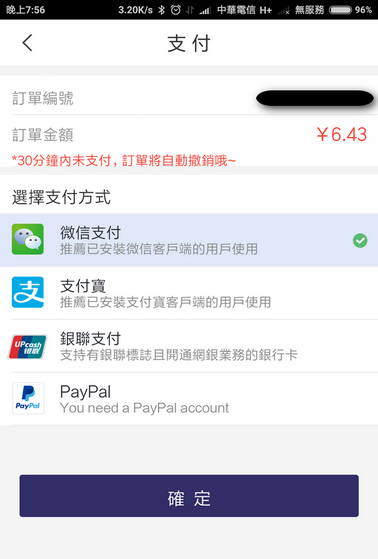 晚上7:56 3.20K/s 中華電信 H+ 無服務 96%
支付
訂單編號
訂單金額 ¥6.43
*30分鐘內未支付，訂單將自動撤銷哦~
選擇支付方式
微信支付
推薦已安裝微信客戶端的用戶使用
支 支付寶
推薦已安裝支付寶客戶端的用戶使用
UPcash 銀聯支付
支持有銀聯標誌且開通網銀業務的銀行卡
PayPal
PayPal You need a PayPal account
確定